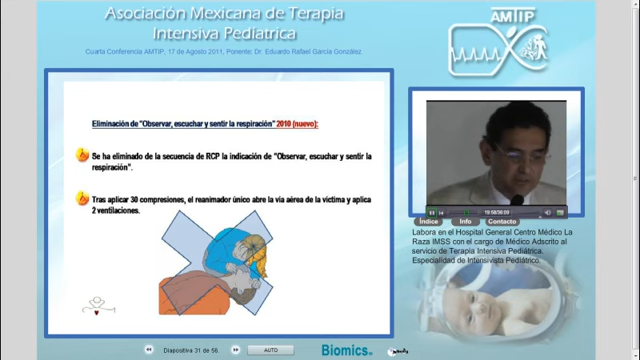 Asociación Mexicana de Terapia
Intensiva Pediatrica
Cuarta Conferencia AMTIP, 17 de Agosto 2011, Ponente: Dr. Eduardo Rafael García González.
AMTIP
Eliminación de "Observar, escuchar y sentir la respiración" 2010 (nuevo):
Se ha eliminado de la secuencia de RCP la indicación de "Observar, escuchar y sentir la
respiración".
Tras aplicar 30 compresiones, el reanimador único abre la vía aérea de la víctima y aplica
2 ventilaciones.
Índice
Info
Contacto
Labora en el Hospital General Centro Médico La
Raza IMSS con el cargo de Médico Adscrito al
servicio de Terapia Intensiva Pediátrica.
Especialidad de Intensivista Pediátrico.
Diapositiva 31 de 56
AUTO
Biomics